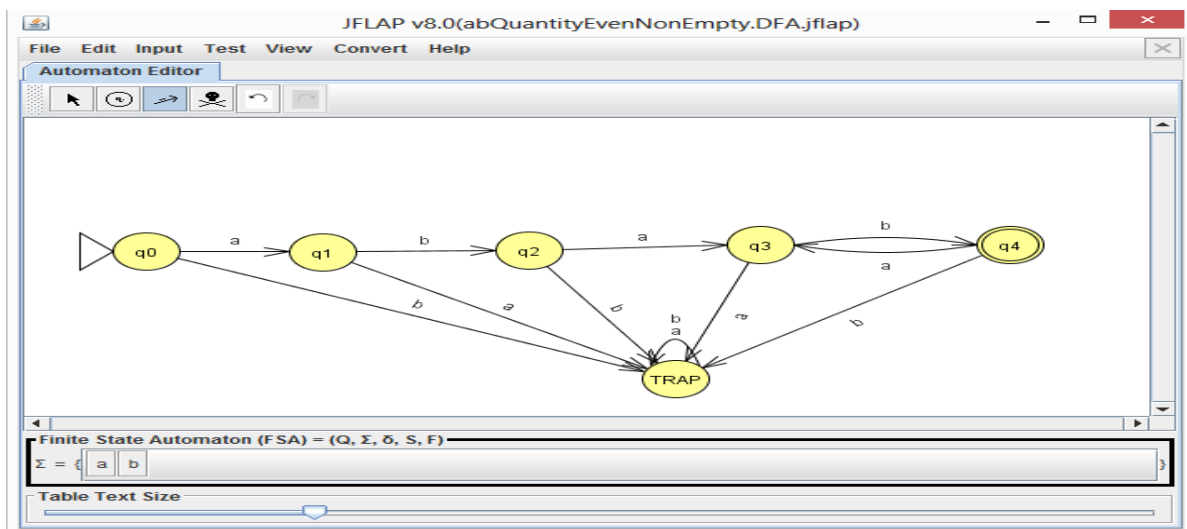 JFLAP v8.0(abQuantityEvenNonEmpty.DFA.jflap)
File Edit Input Test View Convert Help
Automaton Editor
q0 a q1 b q2 a q3 b q4
a
b a b b a a b
TRAP
Finite State Automaton (FSA) = (Q, Σ, δ, S, F)
Σ = { a b }
Table Text Size